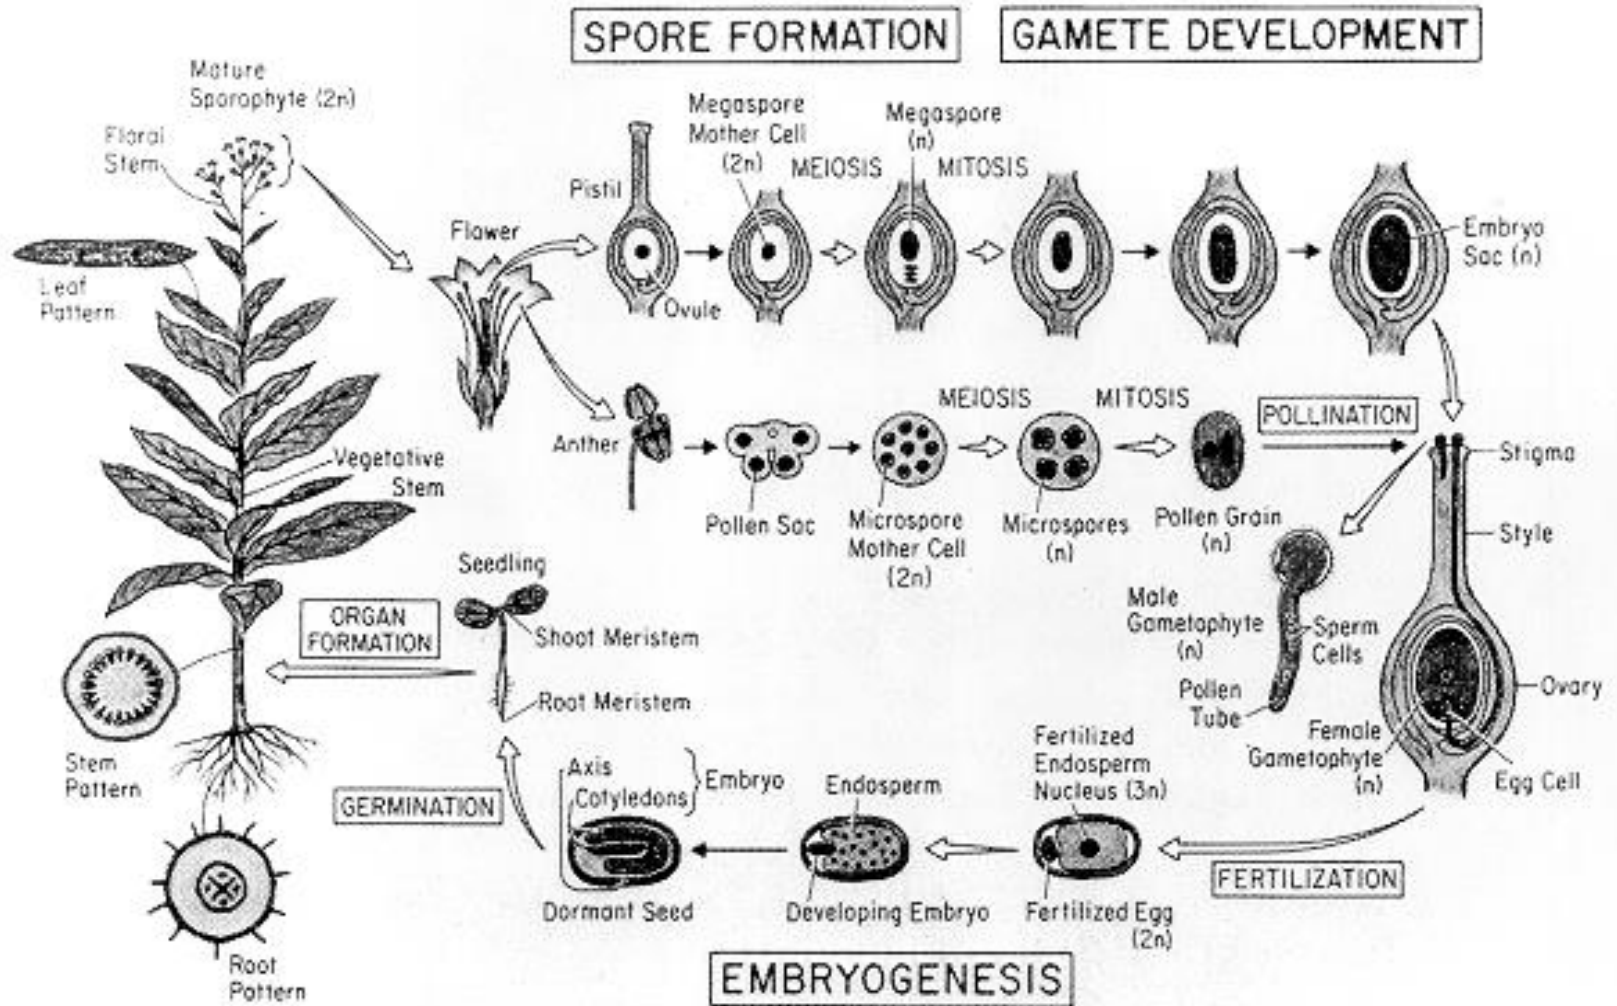 SPORE FORMATION
GAMETE DEVELOPMENT
Mature
Sporophyte (2n)
Floral
Stem
Leaf
Pattern
Flower
Pistil
Ovule
Megaspore
Mother Cell
(2n)
MEIOSIS
Megaspore
(n)
MITOSIS
Embryo
Sac (n)
Anther
Pollen Sac
Microspore
Mother Cell
(2n)
MEIOSIS
Microspores
(n)
MITOSIS
Pollen Grain
(n)
POLLINATION
Stigma
Style
Vegetative
Stem
Seedling
ORGAN
FORMATION
Shoot Meristem
Root Meristem
Male
Gametophyte
(n)
Sperm
Cells
Pollen
Tube
Ovary
Female
Gametophyte
(n)
Egg Cell
Stem
Pattern
GERMINATION
Axis
Cotyledons
Embryo
Endosperm
Fertilized
Endosperm
Nucleus (3n)
FERTILIZATION
Dormant Seed
Developing Embryo
Fertilized Egg
(2n)
Root
Pattern
EMBRYOGENESIS